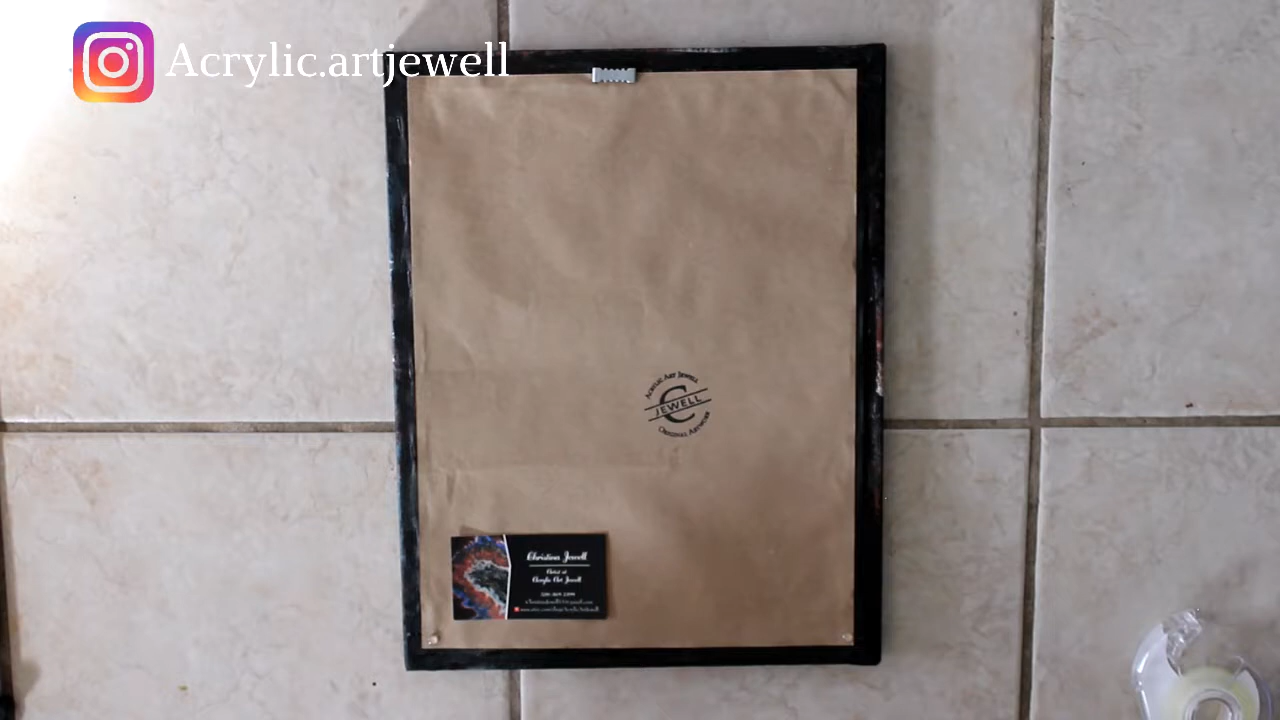 Acrylic.artjewell
Acrylic Art Jewell
C
JEWELL
Original Artwork
Christina Jewell
Artist at
Acrylic Art Jewell